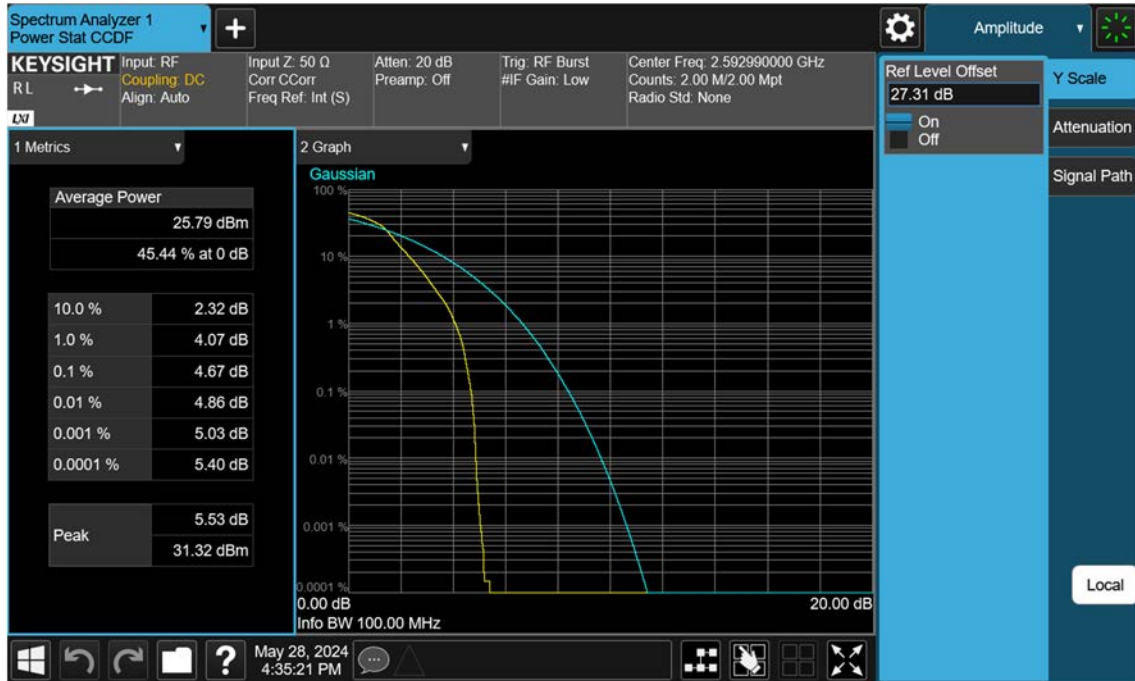 Spectrum Analyzer 1
Power Stat CCDF
+
Amplitude
KEYSIGHT
R L
LXI
Input: RF
Coupling: DC
Align: Auto
Input Z: 50 Ω
Corr CCorr
Freq Ref: Int (S)
Atten: 20 dB
Preamp: Off
Trig: RF Burst
#IF Gain: Low
Center Freq: 2.592990000 GHz
Counts: 2.00 M/2.00 Mpt
Radio Std: None
Ref Level Offset
27.31 dB
On
Off
Y Scale
Attenuation
Signal Path
Local
1 Metrics
Average Power
25.79 dBm
45.44 % at 0 dB
10.0 % 2.32 dB
1.0 % 4.07 dB
0.1 % 4.67 dB
0.01 % 4.86 dB
0.001 % 5.03 dB
0.0001 % 5.40 dB
Peak
5.53 dB
31.32 dBm
2 Graph
Gaussian
100 %
10 %
1 %
0.1 %
0.01 %
0.001 %
0.0001 %
0.00 dB 20.00 dB
Info BW 100.00 MHz
?
May 28, 2024
4:35:21 PM